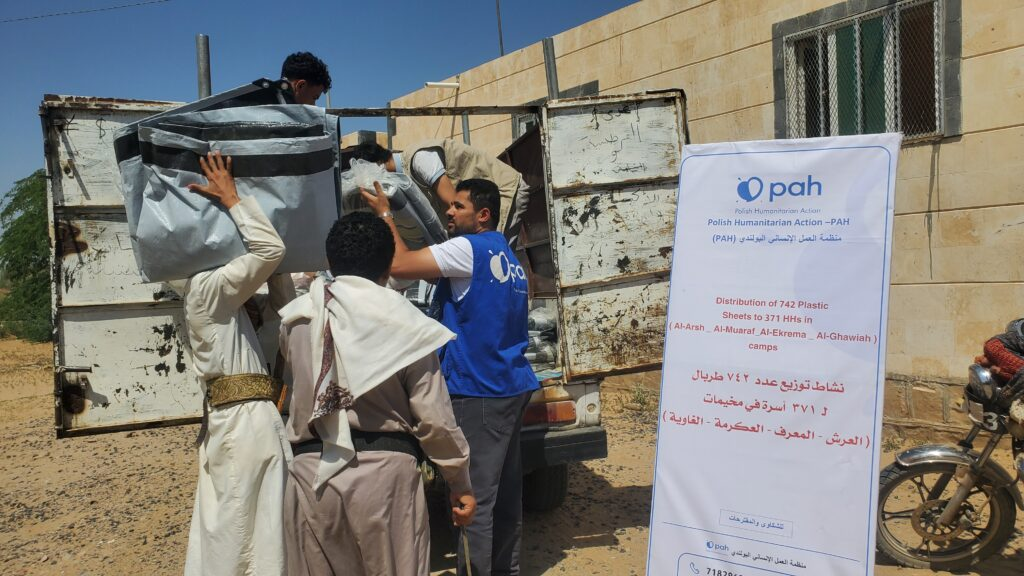 pah
Polish Humanitarian Action
Polish Humanitarian Action –PAH
منظمة العمل الإنساني البولندي (PAH)
Distribution of 742 Plastic
Sheets to 371 HHs in
( Al-Arsh _ Al-Muaraf_Al-Ekrema _ Al-Ghawiah )
camps
نشاط توزيع عدد ٧٤٢ طربال
لـ ٣٧١ أسرة في مخيمات
( العرش - المعرف - العكرمة - الغاوية )
للشكاوى والمقترحات
pah منظمة العمل الإنساني البولندي
pah